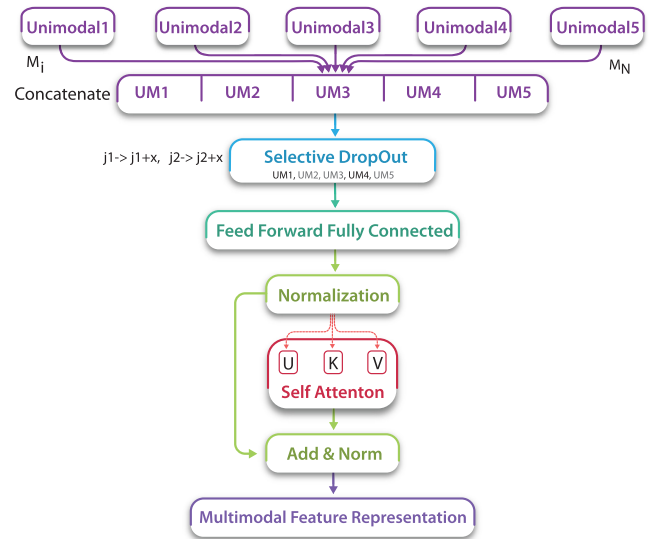 Unimodal1 Unimodal2 Unimodal3 Unimodal4 Unimodal5
Mi MN
Concatenate UM1 UM2 UM3 UM4 UM5
j1-> j1+x, j2-> j2+x Selective DropOut
UM1, UM2, UM3, UM4, UM5
Feed Forward Fully Connected
Normalization
U K V
Self Attenton
Add & Norm
Multimodal Feature Representation